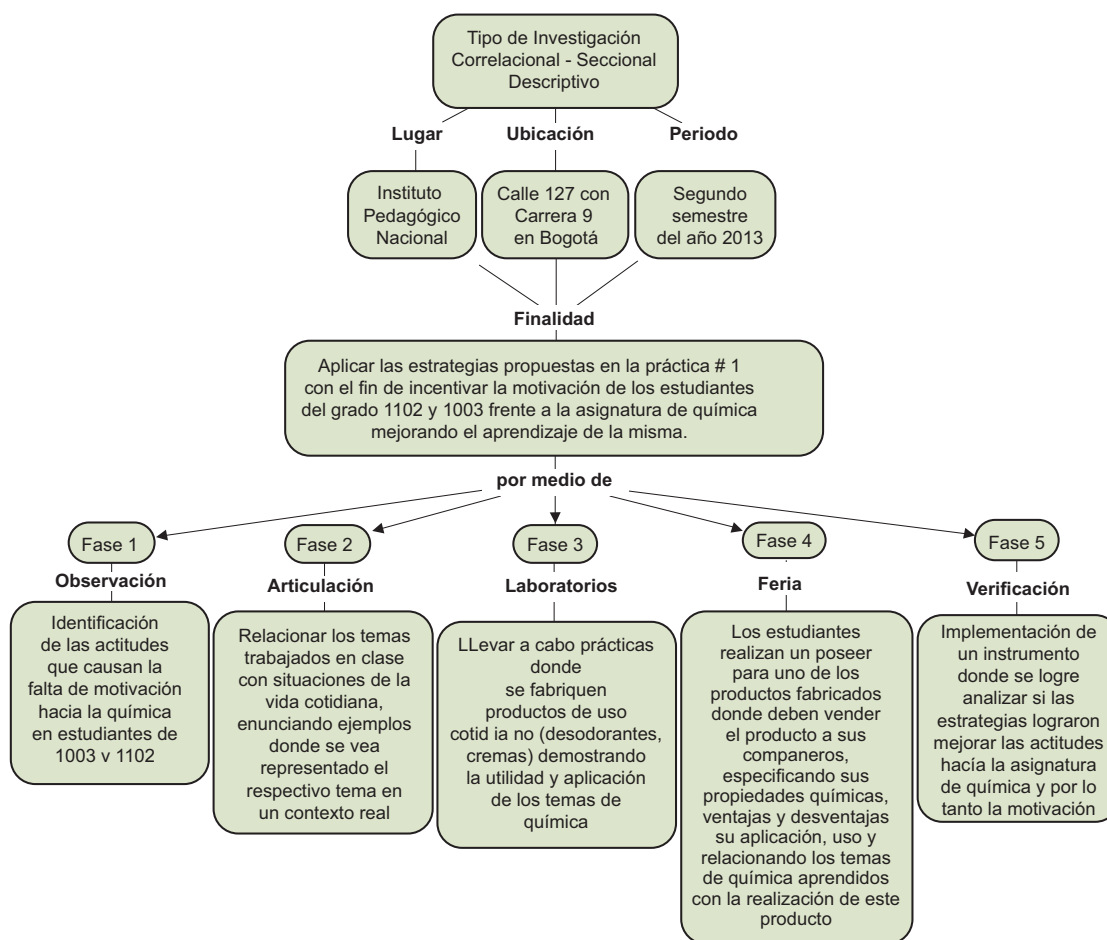 Tipo de Investigación
Correlacional - Seccional
Descriptivo
Lugar
Ubicación
Periodo
Instituto
Pedagógico
Nacional
Calle 127 con
Carrera 9
en Bogotá
Segundo
semestre
del año 2013
Finalidad
Aplicar las estrategias propuestas en la práctica # 1
con el fin de incentivar la motivación de los estudiantes
del grado 1102 y 1003 frente a la asignatura de química
mejorando el aprendizaje de la misma.
por medio de
Fase 1
Observación
Identificación
de las actitudes
que causan la
falta de motivación
hacia la química
en estudiantes de
1003 v 1102
Fase 2
Articulación
Relacionar los temas
trabajados en clase
con situaciones de la
vida cotidiana,
enunciando ejemplos
donde se vea
representado el
respectivo tema en
un contexto real
Fase 3
Laboratorios
LLevar a cabo prácticas
donde
se fabriquen
productos de uso
cotid ia no (desodorantes,
cremas) demostrando
la utilidad y aplicación
de los temas de
química
Fase 4
Feria
Los estudiantes
realizan un poseer
para uno de los
productos fabricados
donde deben vender
el producto a sus
companeros,
especificando sus
propiedades químicas,
ventajas y desventajas
su aplicación, uso y
relacionando los temas
de química aprendidos
con la realización de este
producto
Fase 5
Verificación
Implementación de
un instrumento
donde se logre
analizar si las
estrategias lograron
mejorar las actitudes
hacía la asignatura
de química y por lo
tanto la motivación